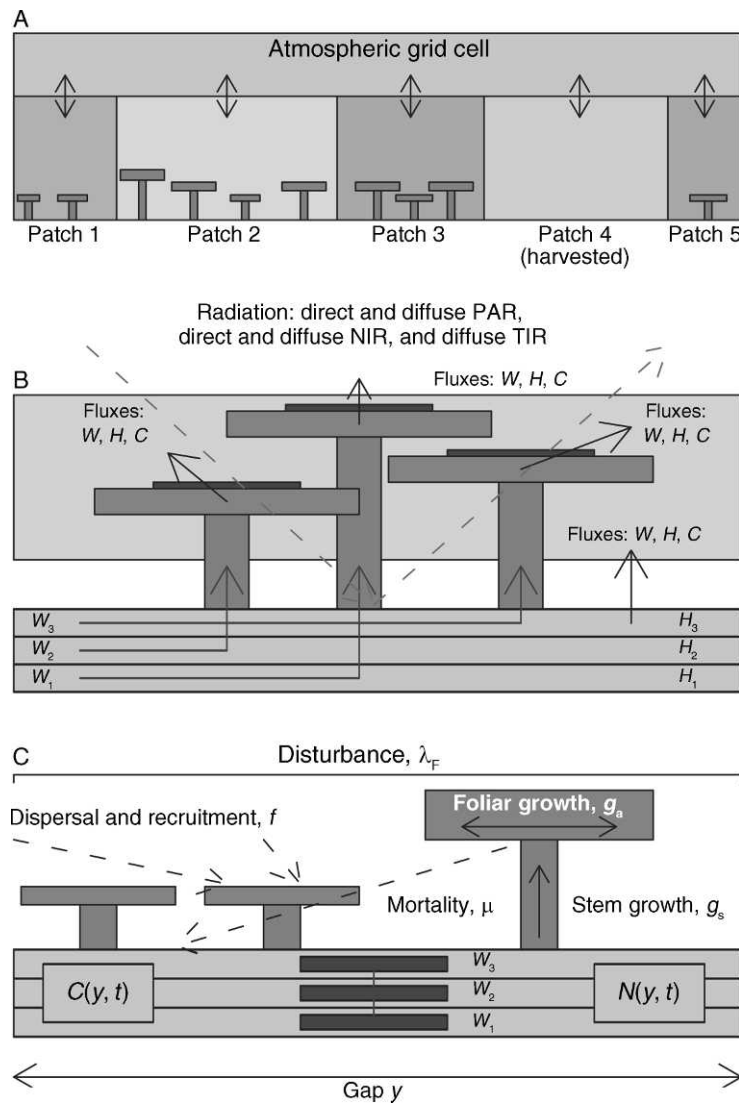 A
Atmospheric grid cell
Patch 1 Patch 2 Patch 3 Patch 4 Patch 5
(harvested)
Radiation: direct and diffuse PAR,
direct and diffuse NIR, and diffuse TIR
B
Fluxes: W, H, C
Fluxes:
W, H, C
Fluxes:
W, H, C
Fluxes: W, H, C
W₃ H₃
W₂ H₂
W₁ H₁
C
Disturbance, λF
Foliar growth, gₐ
Dispersal and recruitment, f
Mortality, μ Stem growth, gₛ
W₃
C(y, t) W₂ N(y, t)
W₁
Gap y